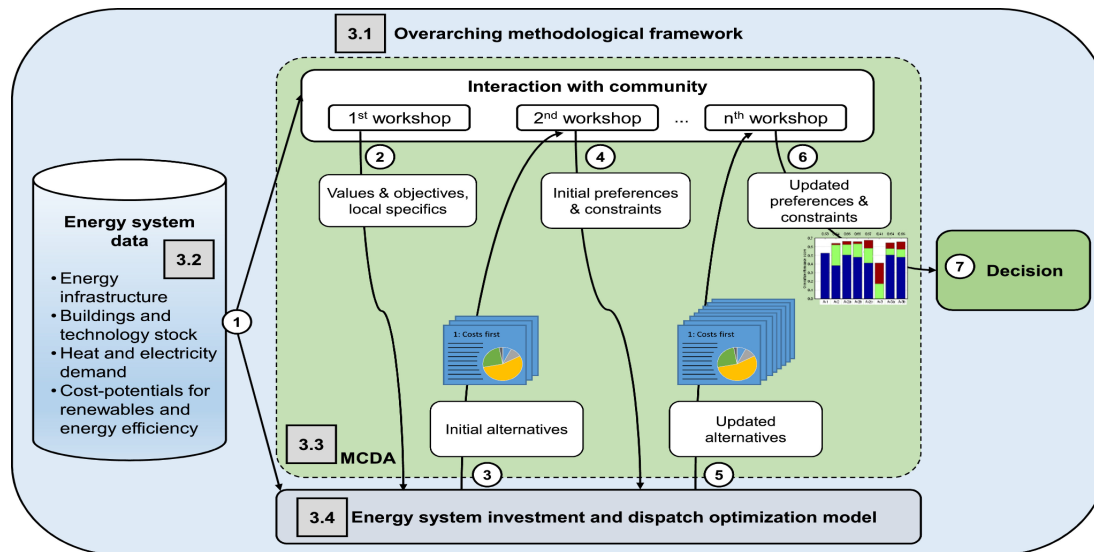 3.1 Overarching methodological framework
Interaction with community
1st workshop
2nd workshop
...
nth workshop
2
4
6
Values & objectives,
local specifics
Initial preferences
& constraints
Updated
preferences
& constraints
Energy system
data
3.2
• Energy
infrastructure
• Buildings and
technology stock
• Heat and electricity
demand
• Cost-potentials for
renewables and
energy efficiency
1
7
Decision
1: Costs first
1: Costs first
Initial alternatives
Updated
alternatives
3.3
MCDA
3
5
3.4 Energy system investment and dispatch optimization model